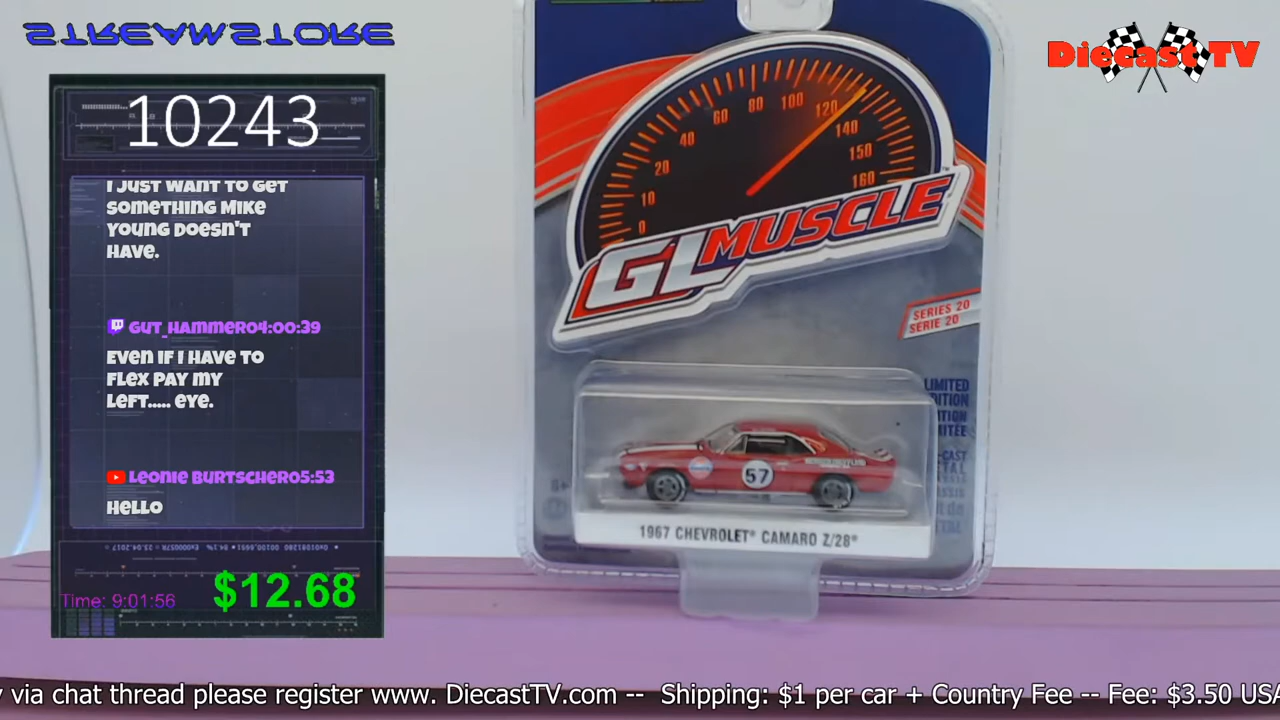 STREAMSTORE
10243
I just want to get
something Mike
Young doesn't
have.
Gut_Hammer04:00:39
Even if I have to
flex pay my
left..... eye.
Leonie Burtscher05:53
Hello
Time: 9:01:56
$12.68
Diecast TV
0
10
20
40
60
80
100
120
140
150
160
GL MUSCLE
SERIES 20
SERIE 20
LIMITED
8+
57
1967 CHEVROLET® CAMARO Z/28®
via chat thread please register www. DiecastTV.com -- Shipping: $1 per car + Country Fee -- Fee: $3.50 USA